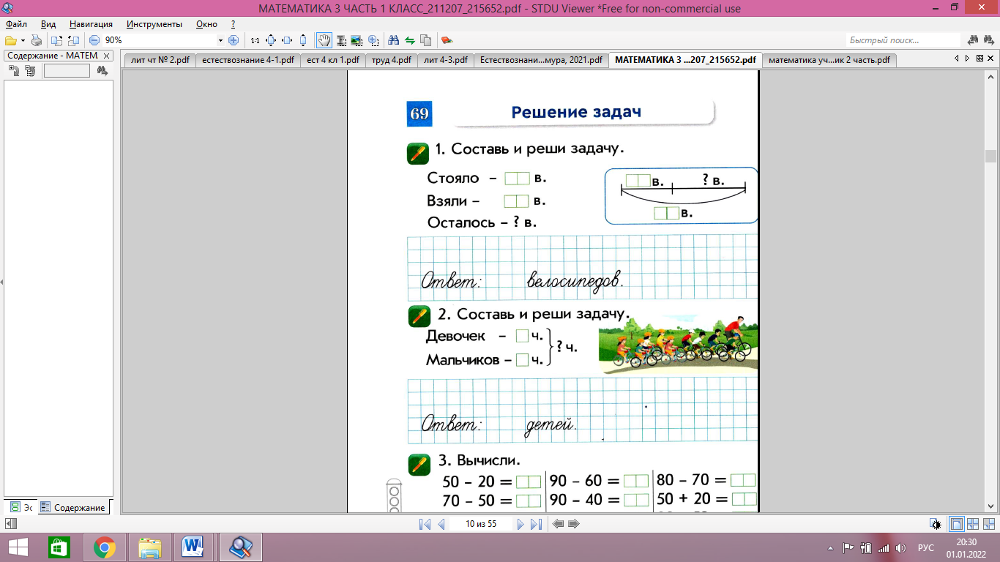 МАТЕМАТИКА 3 ЧАСТЬ 1 КЛАСС_211207_215652.pdf - STDU Viewer *Free for non-commercial use
Файл Вид Навигация Инструменты Окно ?
90% 1:1 Быстрый поиск...
Содержание - МАТЕМ. x
лит чт № 2.pdf естествознание 4-1.pdf ест 4 кл 1.pdf труд 4.pdf лит 4-3.pdf Естествознани...мура, 2021.pdf МАТЕМАТИКА 3 ...207_215652.pdf математика уч...ик 2 часть.pdf
69 Решение задач
1. Составь и реши задачу.
Стояло – в.
Взяли – в.
Осталось – ? в.
в. ? в.
в.
Ответ: велосипедов.
2. Составь и реши задачу.
Девочек – ч.
Мальчиков – ч.
? ч.
Ответ: детей.
3. Вычисли.
50 – 20 = 90 – 60 = 80 – 70 =
70 – 50 = 90 – 40 = 50 + 20 =
Эс Содержание
10 из 55
РУС
20:30
01.01.2022